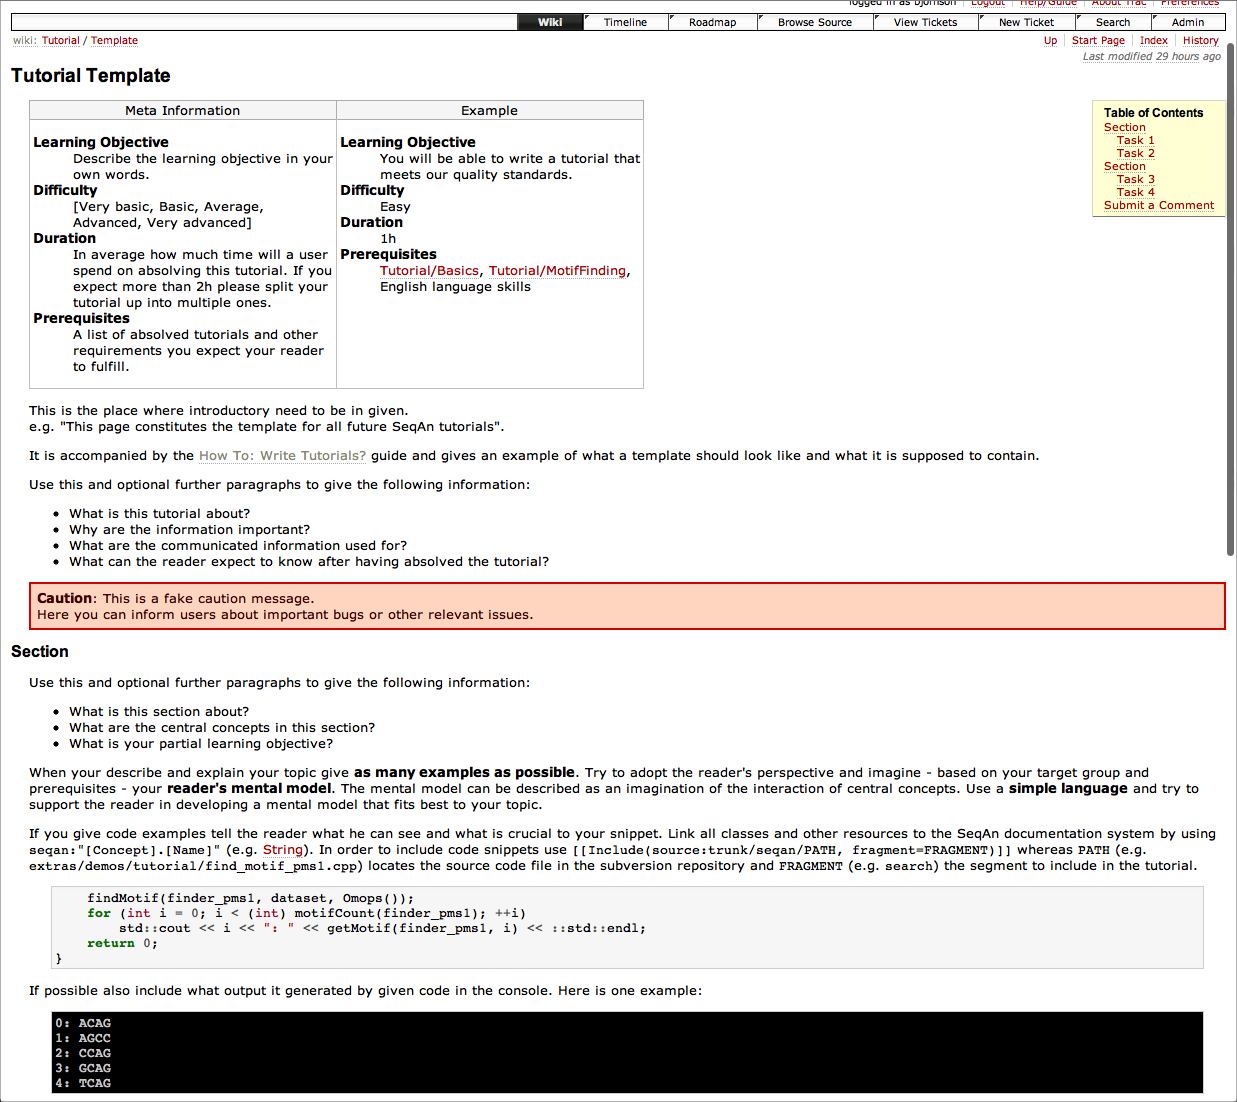 logged in as bjornson Logout Help/Guide About Trac Preferences
Wiki Timeline Roadmap Browse Source View Tickets New Ticket Search Admin
wiki: Tutorial / Template
Up Start Page Index History
Last modified 29 hours ago
Tutorial Template
Meta Information
Learning Objective
Describe the learning objective in your
own words.
Difficulty
[Very basic, Basic, Average,
Advanced, Very advanced]
Duration
In average how much time will a user
spend on absolving this tutorial. If you
expect more than 2h please split your
tutorial up into multiple ones.
Prerequisites
A list of absolved tutorials and other
requirements you expect your reader
to fulfill.
Example
Learning Objective
You will be able to write a tutorial that
meets our quality standards.
Difficulty
Easy
Duration
1h
Prerequisites
Tutorial/Basics, Tutorial/MotifFinding,
English language skills
Table of Contents
Section
Task 1
Task 2
Section
Task 3
Task 4
Submit a Comment
This is the place where introductory need to be in given.
e.g. "This page constitutes the template for all future SeqAn tutorials".
It is accompanied by the How To: Write Tutorials? guide and gives an example of what a template should look like and what it is supposed to contain.
Use this and optional further paragraphs to give the following information:
• What is this tutorial about?
• Why are the information important?
• What are the communicated information used for?
• What can the reader expect to know after having absolved the tutorial?
Caution: This is a fake caution message.
Here you can inform users about important bugs or other relevant issues.
Section
Use this and optional further paragraphs to give the following information:
• What is this section about?
• What are the central concepts in this section?
• What is your partial learning objective?
When your describe and explain your topic give as many examples as possible. Try to adopt the reader's perspective and imagine - based on your target group and
prerequisites - your reader's mental model. The mental model can be described as an imagination of the interaction of central concepts. Use a simple language and try to
support the reader in developing a mental model that fits best to your topic.
If you give code examples tell the reader what he can see and what is crucial to your snippet. Link all classes and other resources to the SeqAn documentation system by using
seqan:"[Concept].[Name]" (e.g. String). In order to include code snippets use [[Include(source:trunk/seqan/PATH, fragment=FRAGMENT)]] whereas PATH (e.g.
extras/demos/tutorial/find_motif_pms1.cpp) locates the source code file in the subversion repository and FRAGMENT (e.g. search) the segment to include in the tutorial.
findMotif(finder_pms1, dataset, Omops());
for (int i = 0; i < (int) motifCount(finder_pms1); ++i)
std::cout << i << ": " << getMotif(finder_pms1, i) << ::std::endl;
return 0;
}
If possible also include what output it generated by given code in the console. Here is one example:
0: ACAG
1: AGCC
2: CCAG
3: GCAG
4: TCAG